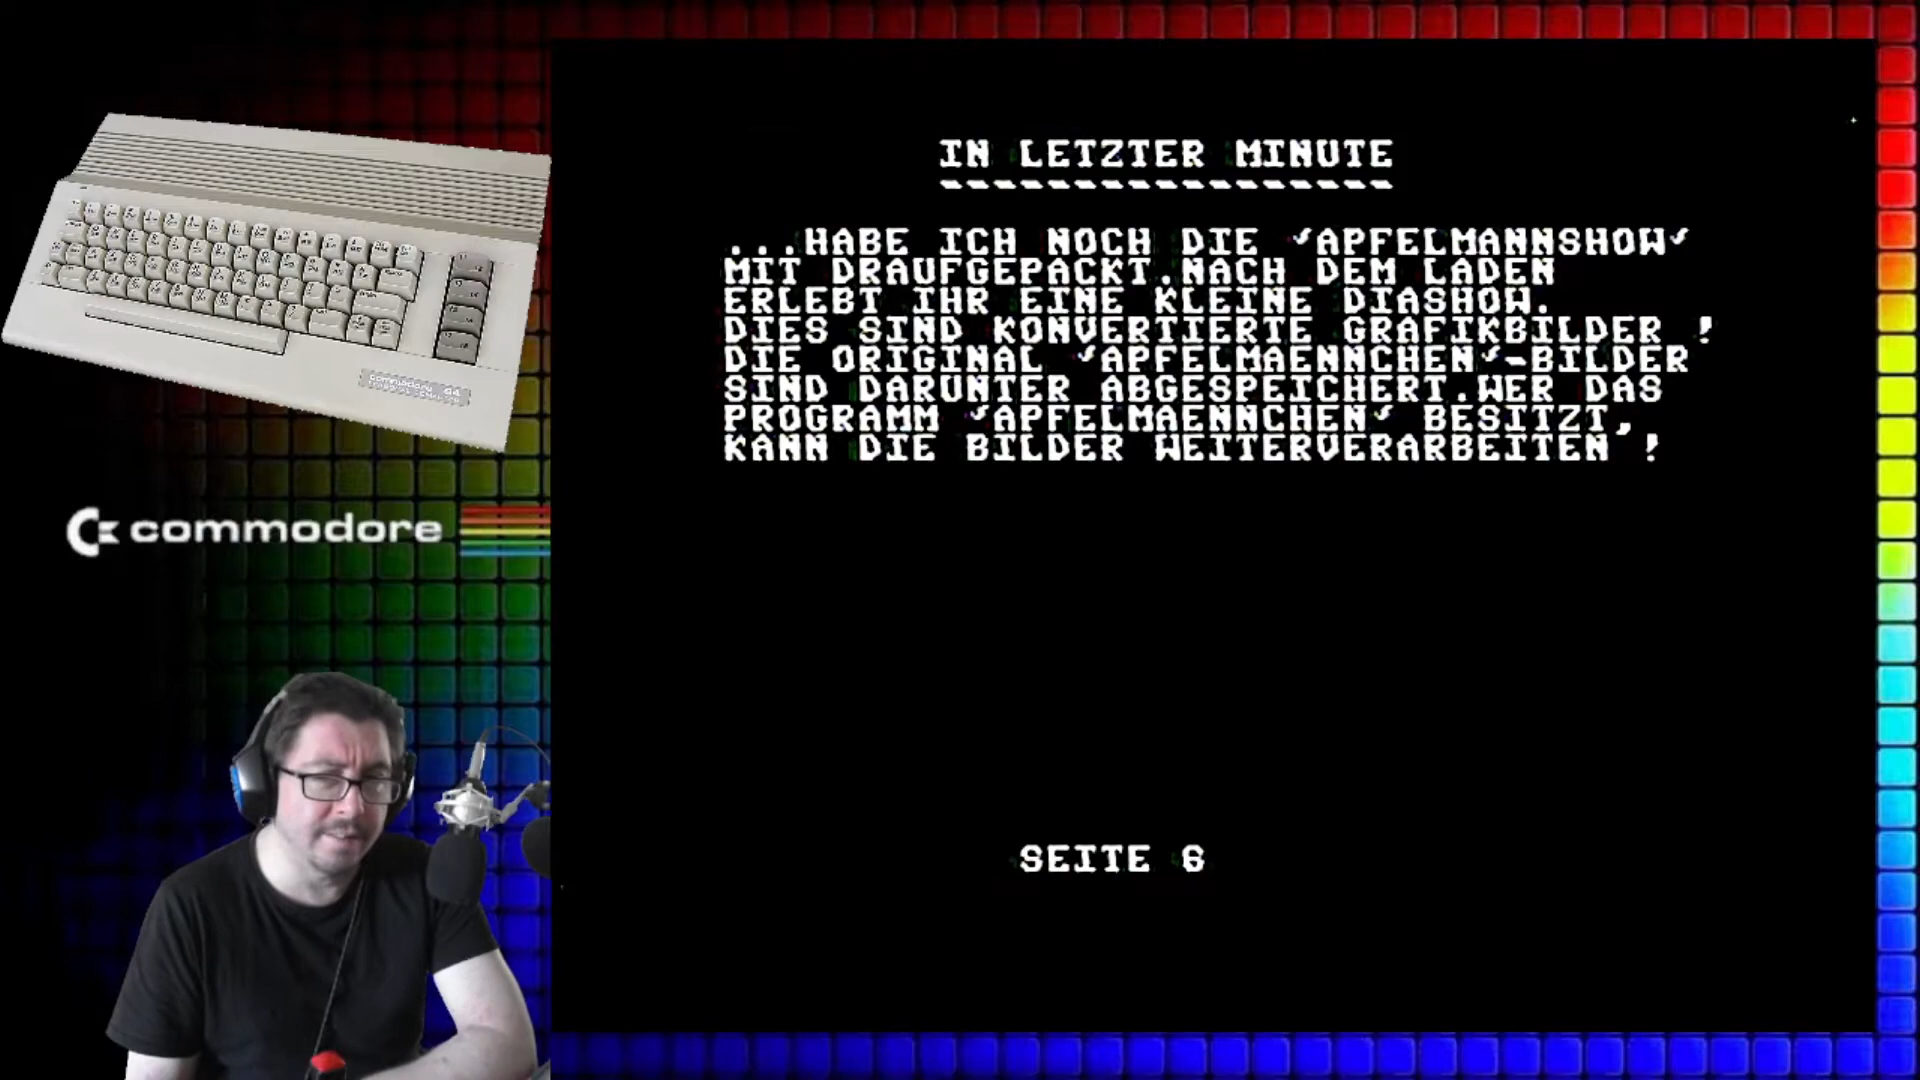 IN LETZTER MINUTE
-----------------
...HABE ICH NOCH DIE 'APFELMANNSHOW'
MIT DRAUFGEPACKT.NACH DEM LADEN
ERLEBT IHR EINE KLEINE DIASHOW.
DIES SIND KONVERTIERTE GRAFIKBILDER !
DIE ORIGINAL 'APFELMAENNCHEN'-BILDER
SIND DARUNTER ABGESPEICHERT.WER DAS
PROGRAMM 'APFELMAENNCHEN' BESITZT,
KANN DIE BILDER WEITERVERARBEITEN !
SEITE 6
commodore 64
commodore